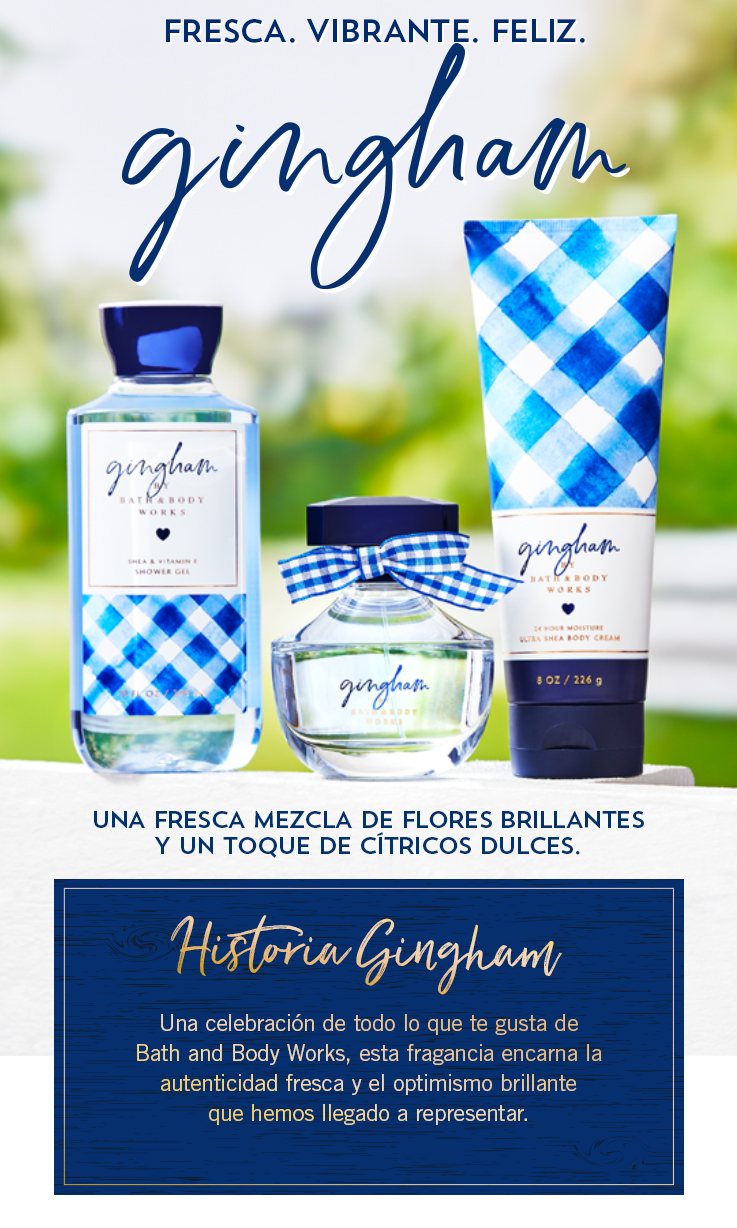 FRESCA. VIBRANTE. FELIZ.
gingham
gingham
BY
BATH & BODY
WORKS
SHEA & VITAMIN E
SHOWER GEL
gingham
BATH & BODY
WORKS
gingham
BY
BATH & BODY
WORKS
24 HOUR MOISTURE
ULTRA SHEA BODY CREAM
8 OZ / 226 g
UNA FRESCA MEZCLA DE FLORES BRILLANTES
Y UN TOQUE DE CÍTRICOS DULCES.
Historia Gingham
Una celebración de todo lo que te gusta de
Bath and Body Works, esta fragancia encarna la
autenticidad fresca y el optimismo brillante
que hemos llegado a representar.